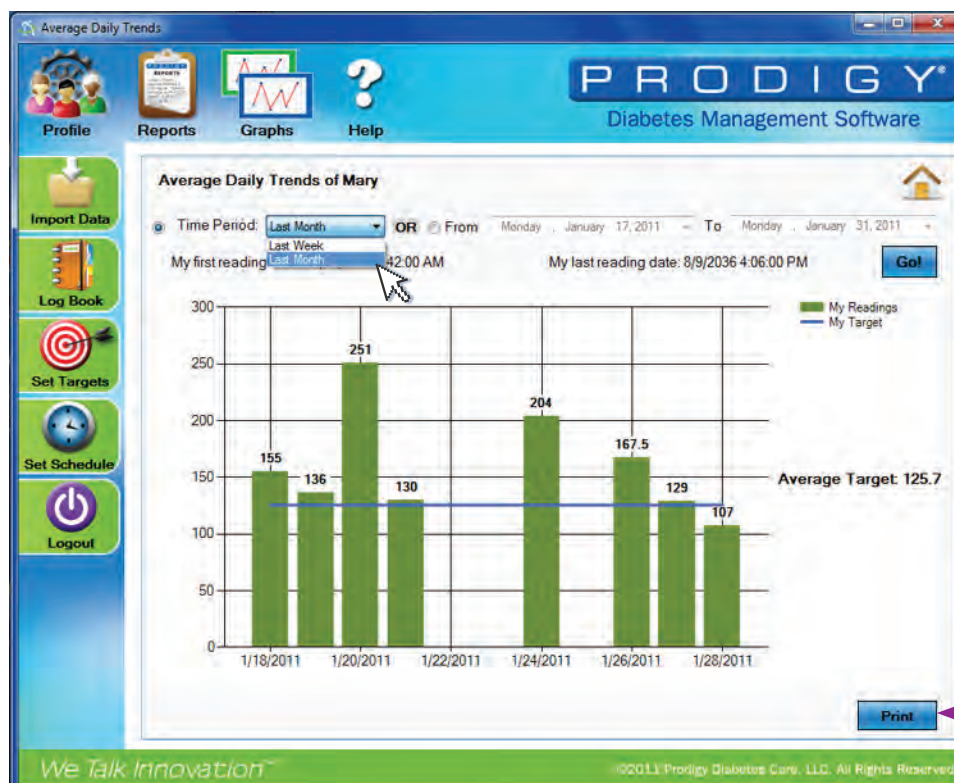 Average Daily Trends
REPORTS
Profile
Reports
Graphs
Help
PRODIGY®
Diabetes Management Software
Import Data
Log Book
Set Targets
Set Schedule
Logout
Average Daily Trends of Mary
Time Period: Last Month OR From Monday , January 17, 2011 To Monday , January 31, 2011
Last Week
Last Month
My first reading 42:00 AM My last reading date: 8/9/2036 4:06:00 PM Go!
My Readings
My Target
300
250
200
150
100
50
0
155
136
251
130
204
167.5
129
107
Average Target: 125.7
1/18/2011 1/20/2011 1/22/2011 1/24/2011 1/26/2011 1/28/2011
Print
We Talk Innovation™
©2011 Prodigy Diabetes Care, LLC. All Rights Reserved